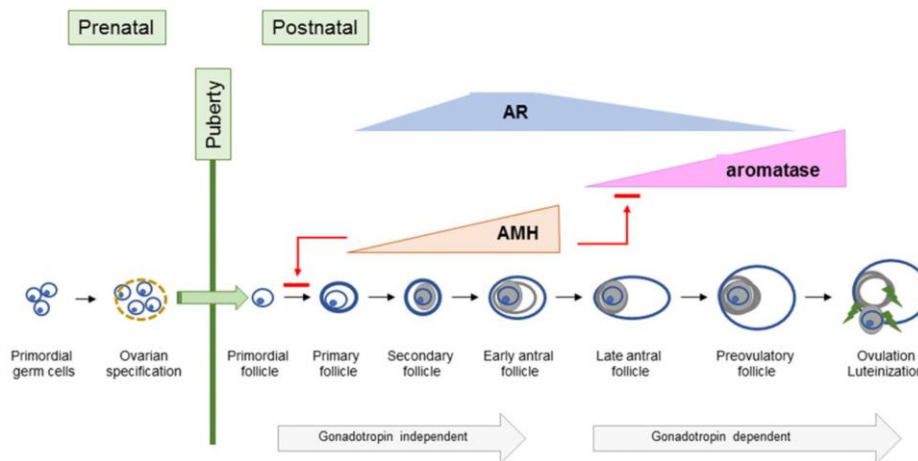 Prenatal
Postnatal
Puberty
AR
aromatase
AMH
Primordial
germ cells
Ovarian
specification
Primordial
follicle
Primary
follicle
Secondary
follicle
Early antral
follicle
Late antral
follicle
Preovulatory
follicle
Ovulation
Luteinization
Gonadotropin independent
Gonadotropin dependent